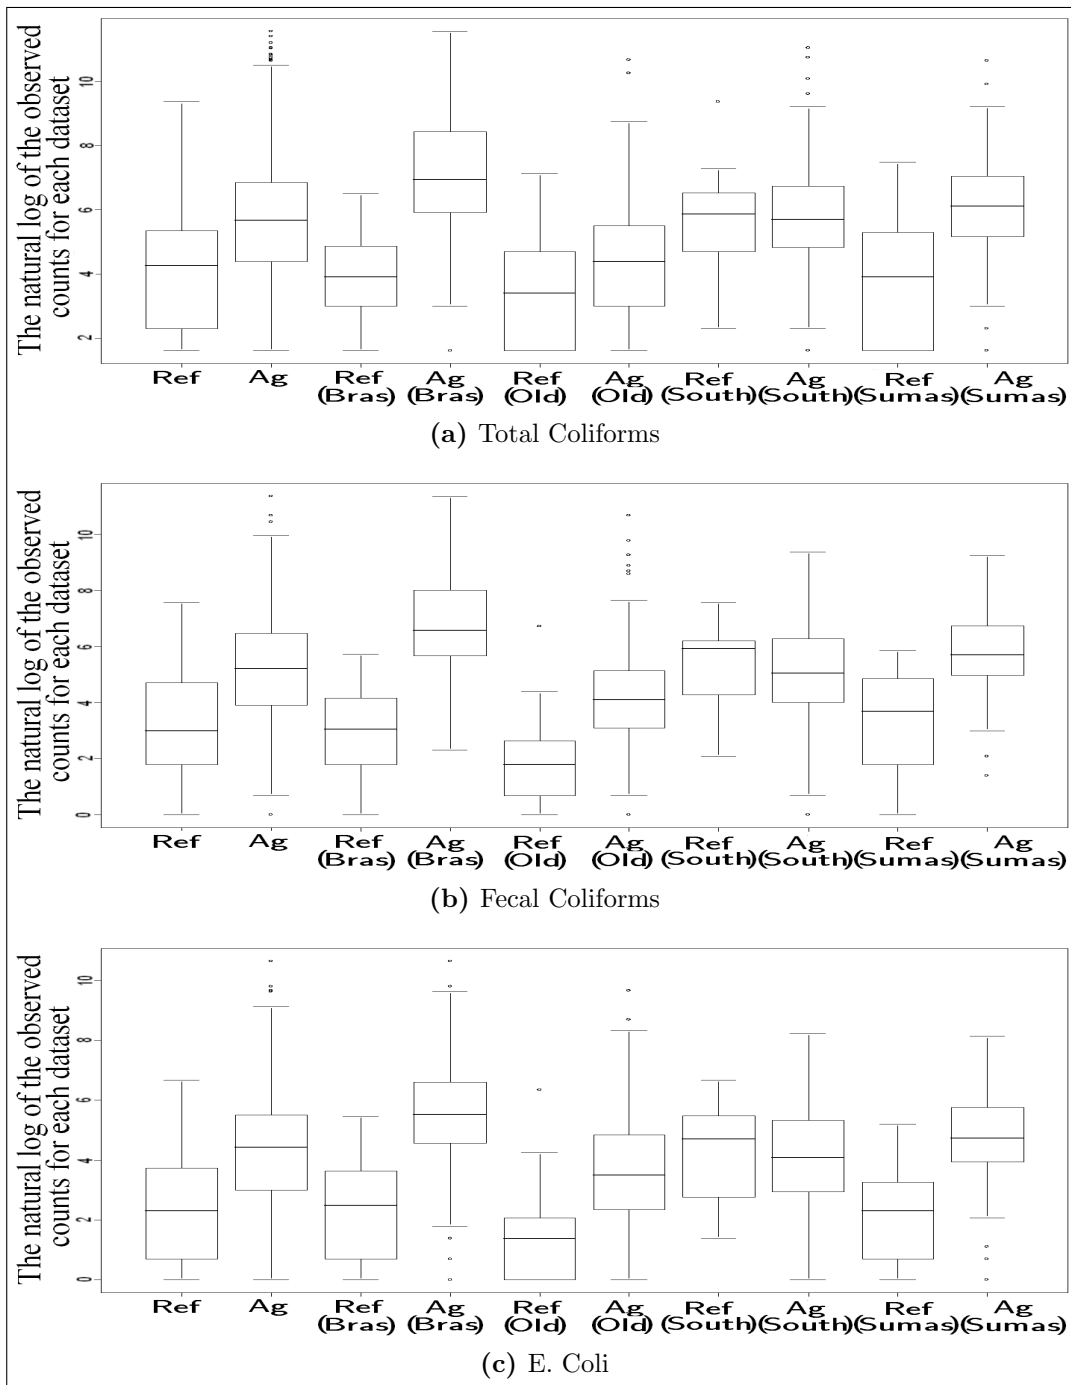 The natural log of the observed
counts for each dataset
10
8
6
4
2
Ref Ag Ref Ag Ref Ag Ref Ag Ref Ag
(Bras) (Bras) (Old) (Old) (South) (South) (Sumas) (Sumas)
(a) Total Coliforms
The natural log of the observed
counts for each dataset
10
8
6
4
2
0
Ref Ag Ref Ag Ref Ag Ref Ag Ref Ag
(Bras) (Bras) (Old) (Old) (South) (South) (Sumas) (Sumas)
(b) Fecal Coliforms
The natural log of the observed
counts for each dataset
10
8
6
4
2
0
Ref Ag Ref Ag Ref Ag Ref Ag Ref Ag
(Bras) (Bras) (Old) (Old) (South) (South) (Sumas) (Sumas)
(c) E. Coli